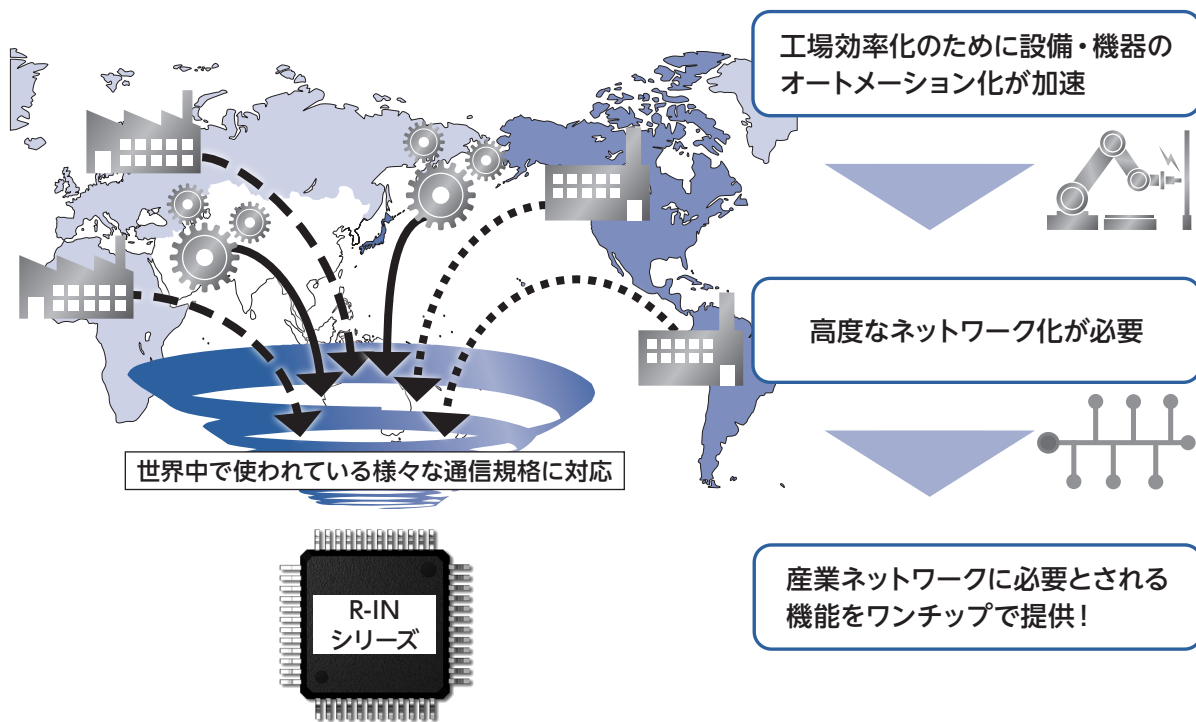 工場効率化のために設備・機器の
オートメーション化が加速
高度なネットワーク化が必要
世界中で使われている様々な通信規格に対応
R-IN
シリーズ
産業ネットワークに必要とされる
機能をワンチップで提供！